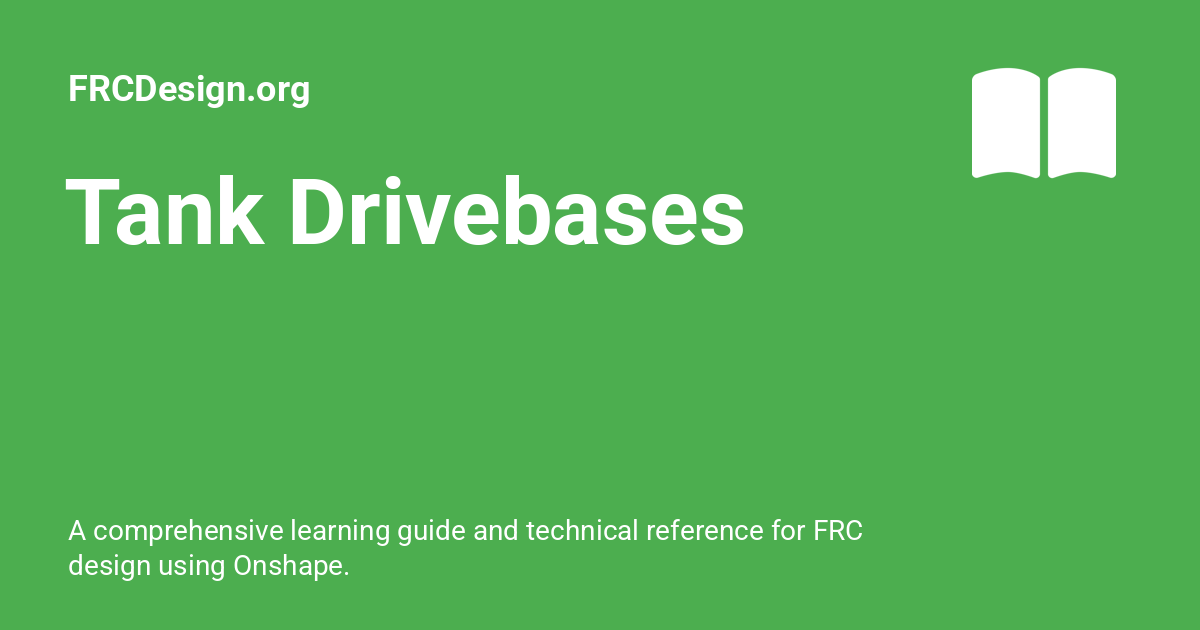 FRCDesign.org
Tank Drivebases
A comprehensive learning guide and technical reference for FRC
design using Onshape.